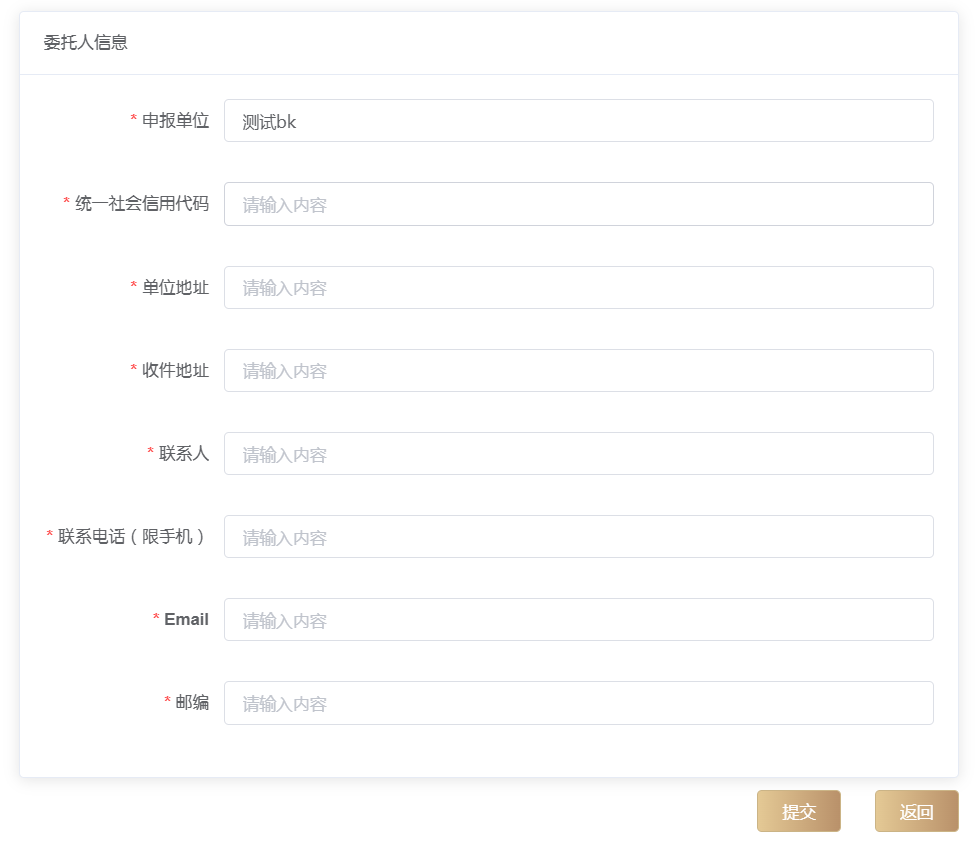 委托人信息
* 申报单位 测试bk
* 统一社会信用代码 请输入内容
* 单位地址 请输入内容
* 收件地址 请输入内容
* 联系人 请输入内容
* 联系电话（限手机） 请输入内容
* Email 请输入内容
* 邮编 请输入内容
提交 返回